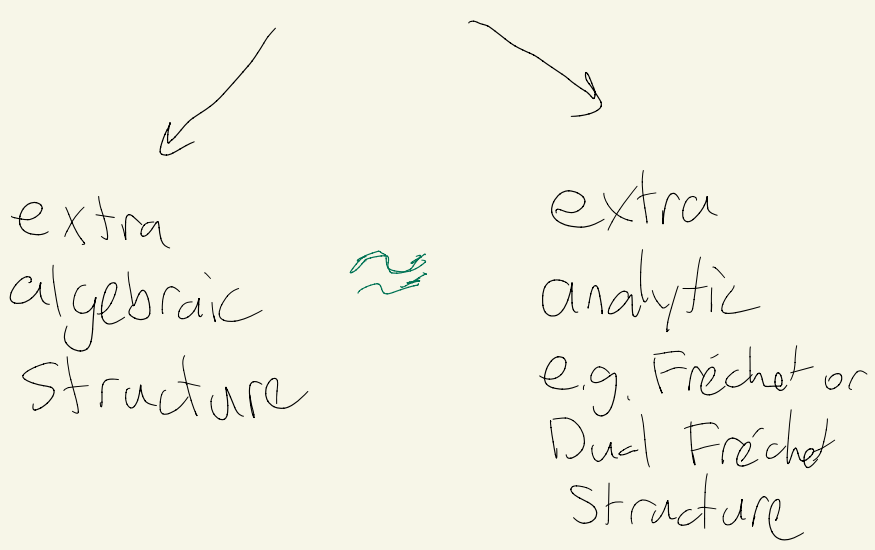 extra
algebraic
Structure
≈
extra
analytic
e.g. Fréchet or
Dual Fréchet
Structure